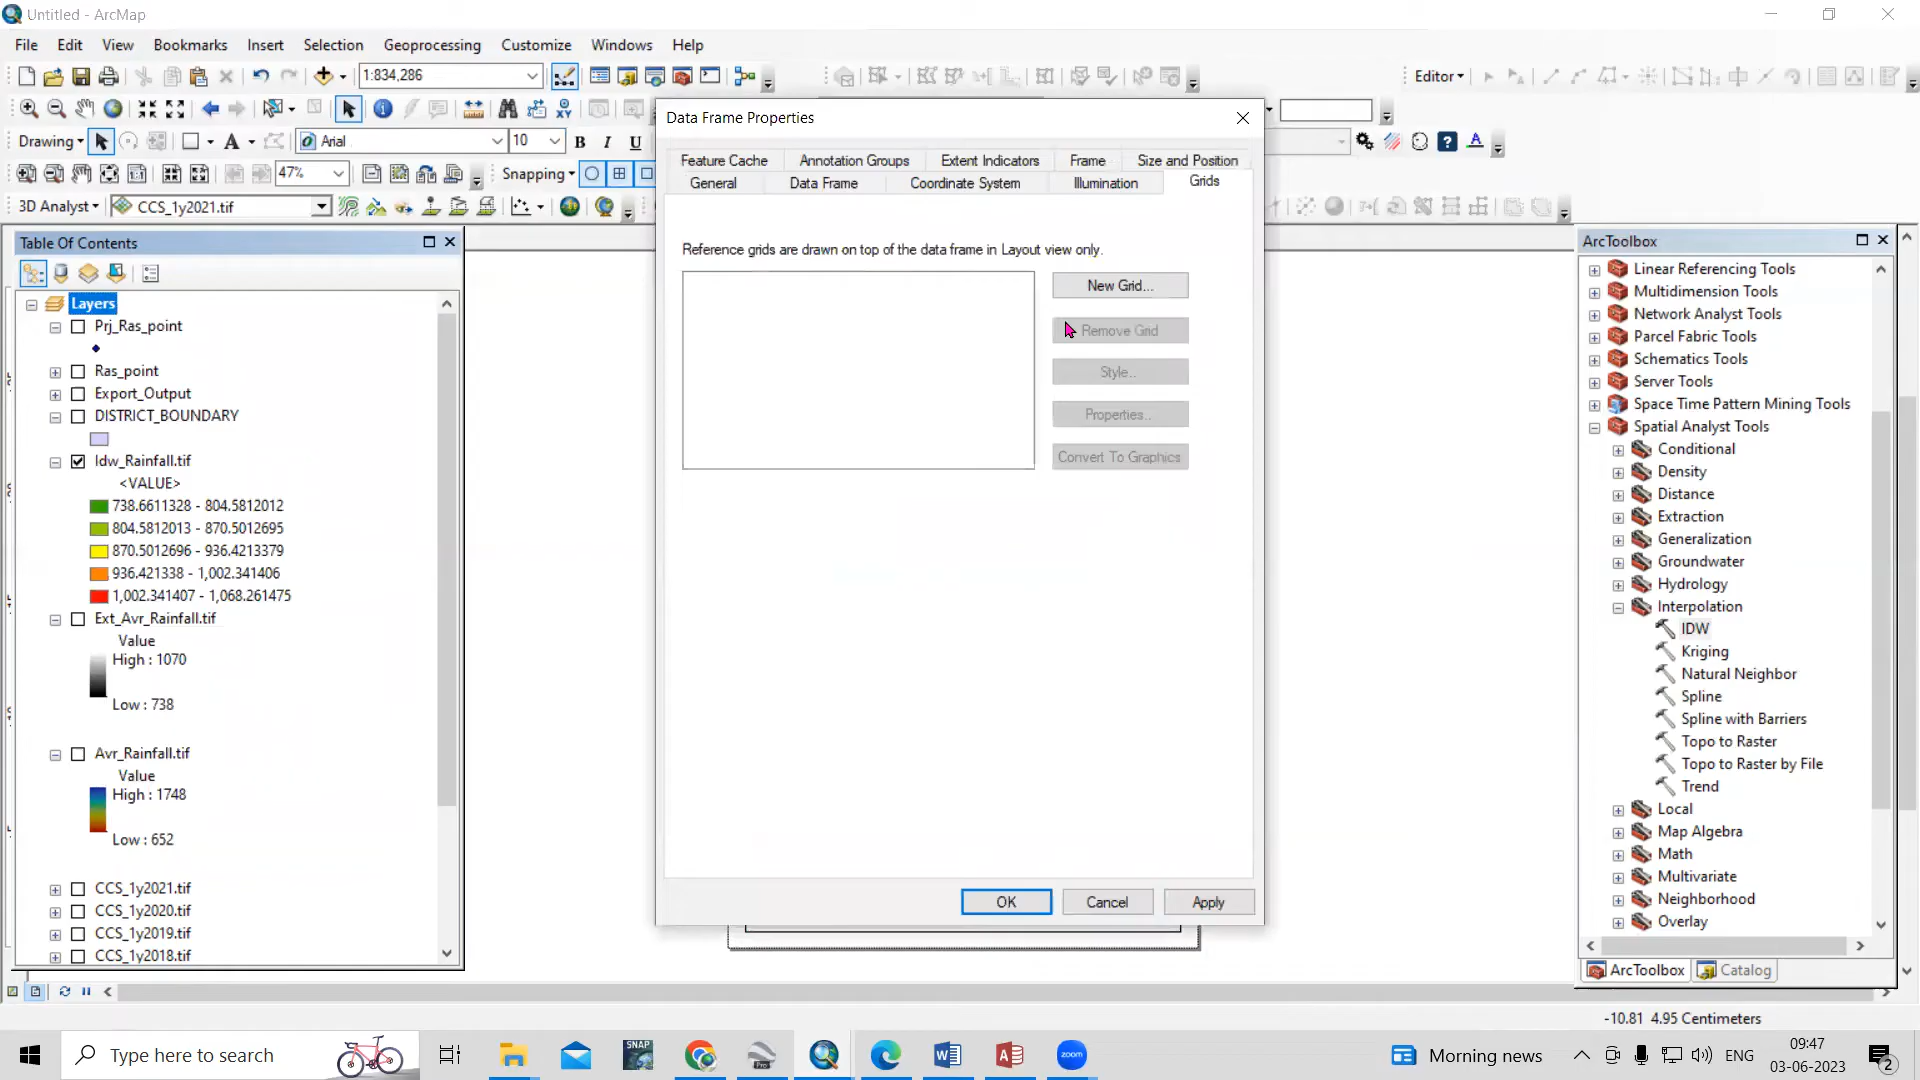 Untitled - ArcMap
File Edit View Bookmarks Insert Selection Geoprocessing Customize Windows Help
1:834,286
Editor
Drawing A Arial 10 B I U
47% Snapping
3D Analyst CCS_1y2021.tif
Data Frame Properties
Feature Cache Annotation Groups Extent Indicators Frame Size and Position
General Data Frame Coordinate System Illumination Grids
Reference grids are drawn on top of the data frame in Layout view only.
New Grid...
Remove Grid
Style...
Properties...
Convert To Graphics
OK Cancel Apply
Table Of Contents
Layers
Prj_Ras_point
Ras_point
Export_Output
DISTRICT_BOUNDARY
Idw_Rainfall.tif
<VALUE>
738.6611328 - 804.5812012
804.5812013 - 870.5012695
870.5012696 - 936.4213379
936.421338 - 1,002.341406
1,002.341407 - 1,068.261475
Ext_Avr_Rainfall.tif
Value
High : 1070
Low : 738
Avr_Rainfall.tif
Value
High : 1748
Low : 652
CCS_1y2021.tif
CCS_1y2020.tif
CCS_1y2019.tif
CCS_1y2018.tif
ArcToolbox
Linear Referencing Tools
Multidimension Tools
Network Analyst Tools
Parcel Fabric Tools
Schematics Tools
Server Tools
Space Time Pattern Mining Tools
Spatial Analyst Tools
Conditional
Density
Distance
Extraction
Generalization
Groundwater
Hydrology
Interpolation
IDW
Kriging
Natural Neighbor
Spline
Spline with Barriers
Topo to Raster
Topo to Raster by File
Trend
Local
Map Algebra
Math
Multivariate
Neighborhood
Overlay
ArcToolbox Catalog
-10.81 4.95 Centimeters
Type here to search
SNAP
Pro
zoom
Morning news
ENG
09:47
03-06-2023
2